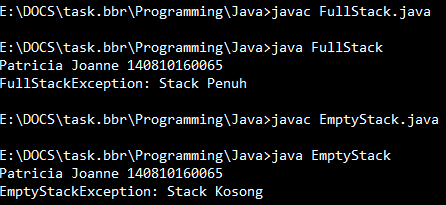 E:\DOCS\task.bbr\Programming\Java>javac FullStack.java
E:\DOCS\task.bbr\Programming\Java>java FullStack
Patricia Joanne 140810160065
FullStackException: Stack Penuh
E:\DOCS\task.bbr\Programming\Java>javac EmptyStack.java
E:\DOCS\task.bbr\Programming\Java>java EmptyStack
Patricia Joanne 140810160065
EmptyStackException: Stack Kosong